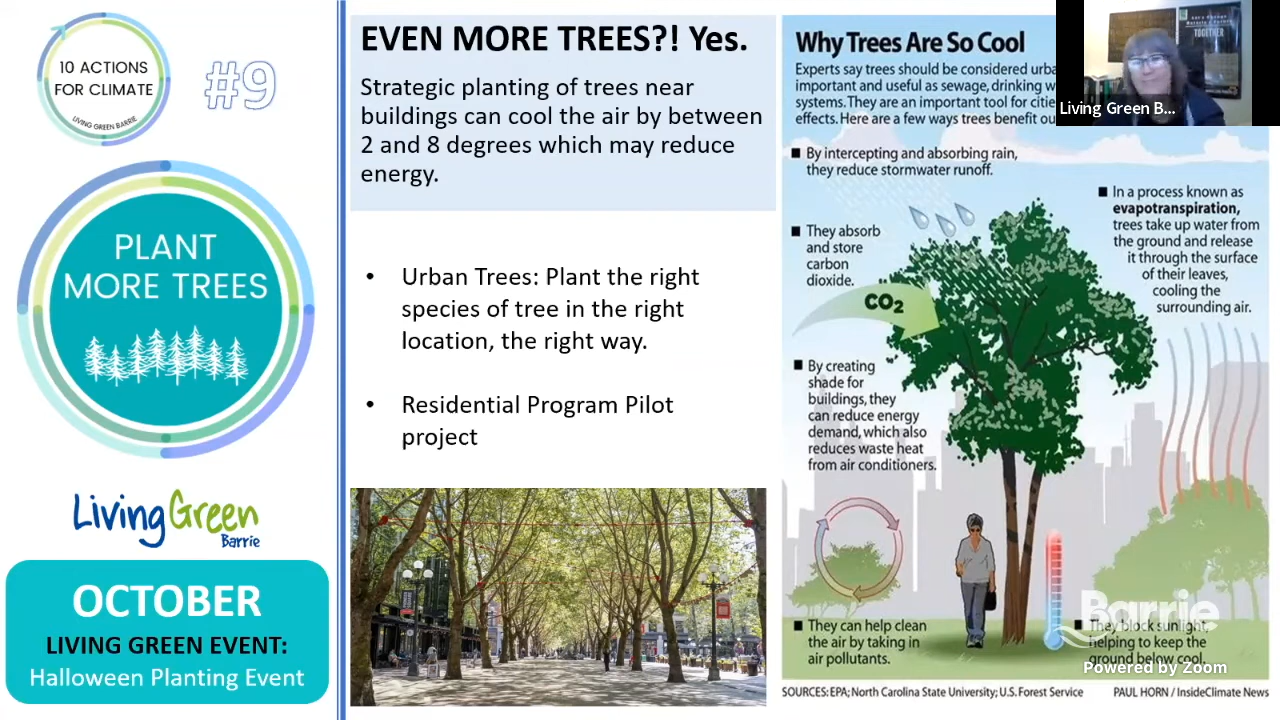 10 ACTIONS
FOR CLIMATE
LIVING GREEN BARRIE
#9
PLANT
MORE TREES
LivingGreen
Barrie
OCTOBER
LIVING GREEN EVENT:
Halloween Planting Event
EVEN MORE TREES?! Yes.
Strategic planting of trees near
buildings can cool the air by between
2 and 8 degrees which may reduce
energy.
• Urban Trees: Plant the right
species of tree in the right
location, the right way.
• Residential Program Pilot
project
Why Trees Are So Cool
Experts say trees should be considered urba
important and useful as sewage, drinking w
systems. They are an important tool for citie
effects. Here are a few ways trees benefit ou
By intercepting and absorbing rain,
they reduce stormwater runoff.
They absorb
and store
carbon
dioxide.
CO2
By creating
shade for
buildings, they
can reduce energy
demand, which also
reduces waste heat
from air conditioners.
In a process known as
evapotranspiration,
trees take up water from
the ground and release
it through the surface
of their leaves,
cooling the
surrounding air.
They can help clean
the air by taking in
air pollutants.
They block sunlight,
helping to keep the
ground below cool.
SOURCES: EPA; North Carolina State University; U.S. Forest Service
PAUL HORN / InsideClimate News
TOGETHER
Living Green B...
Barrie
Powered by Zoom